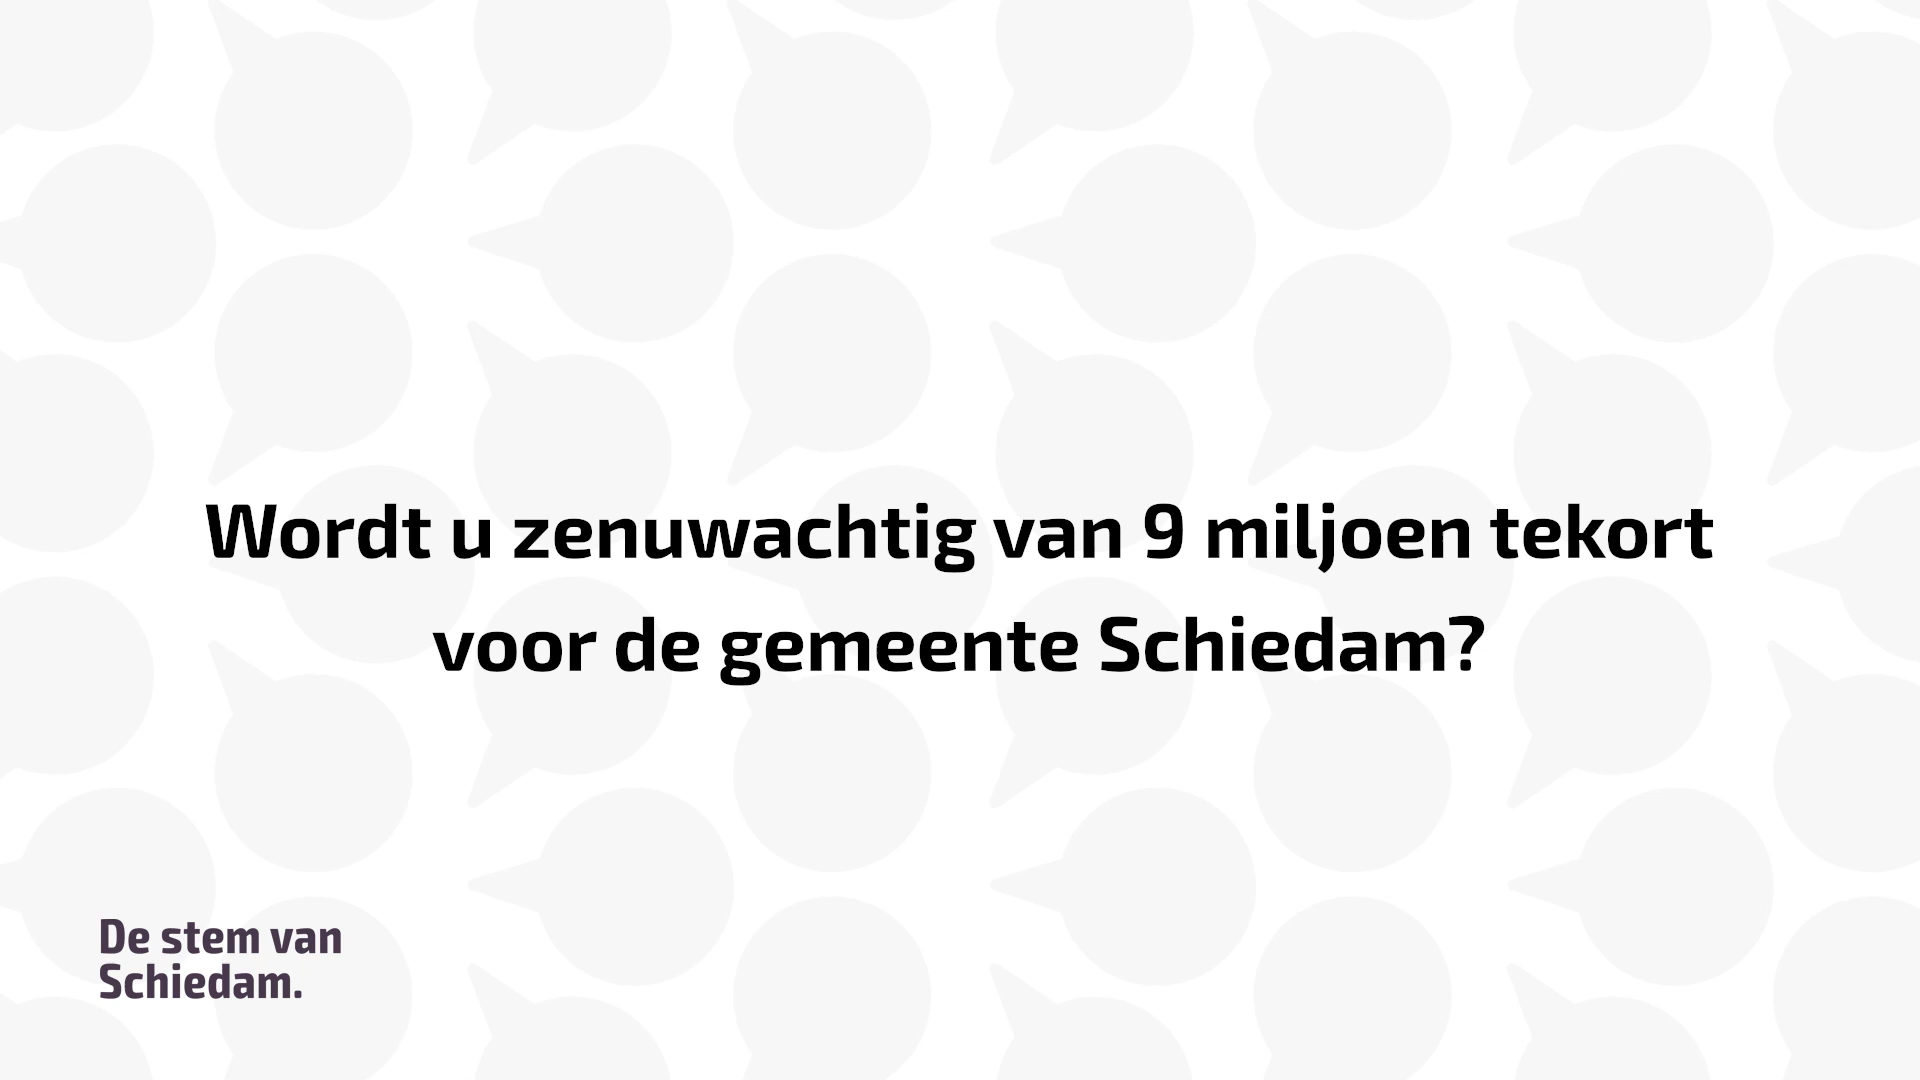 Wordt u zenuwachtig van 9 miljoen tekort
voor de gemeente Schiedam?
De stem van
Schiedam.